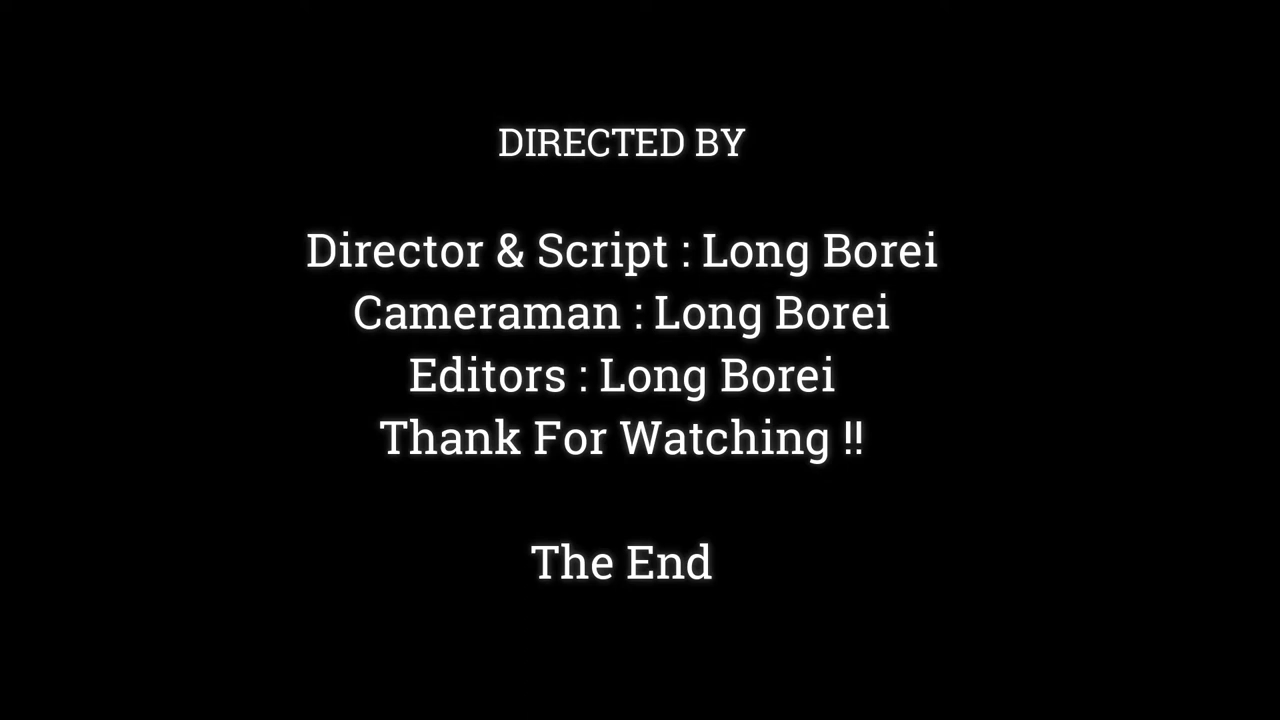 DIRECTED BY
Director & Script : Long Borei
Cameraman : Long Borei
Editors : Long Borei
Thank For Watching !!
The End